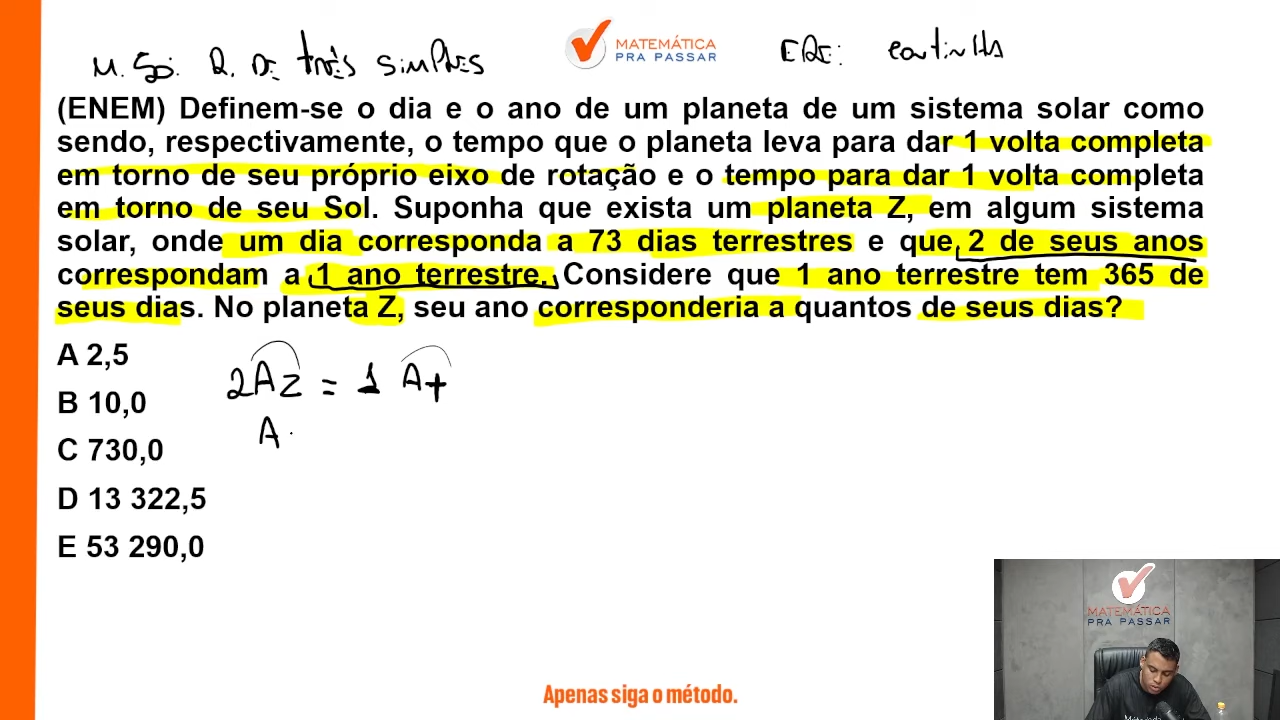 M. R. DE três simples
MATEMÁTICA
PRA PASSAR
CRE: continha
(ENEM) Definem-se o dia e o ano de um planeta de um sistema solar como
sendo, respectivamente, o tempo que o planeta leva para dar 1 volta completa
em torno de seu próprio eixo de rotação e o tempo para dar 1 volta completa
em torno de seu Sol. Suponha que exista um planeta Z, em algum sistema
solar, onde um dia corresponda a 73 dias terrestres e que 2 de seus anos
correspondam a 1 ano terrestre. Considere que 1 ano terrestre tem 365 de
seus dias. No planeta Z, seu ano corresponderia a quantos de seus dias?
A 2,5
B 10,0
C 730,0
D 13 322,5
E 53 290,0
2Az = 1 At
A
MATEMÁTICA
PRA PASSAR
Apenas siga o método.